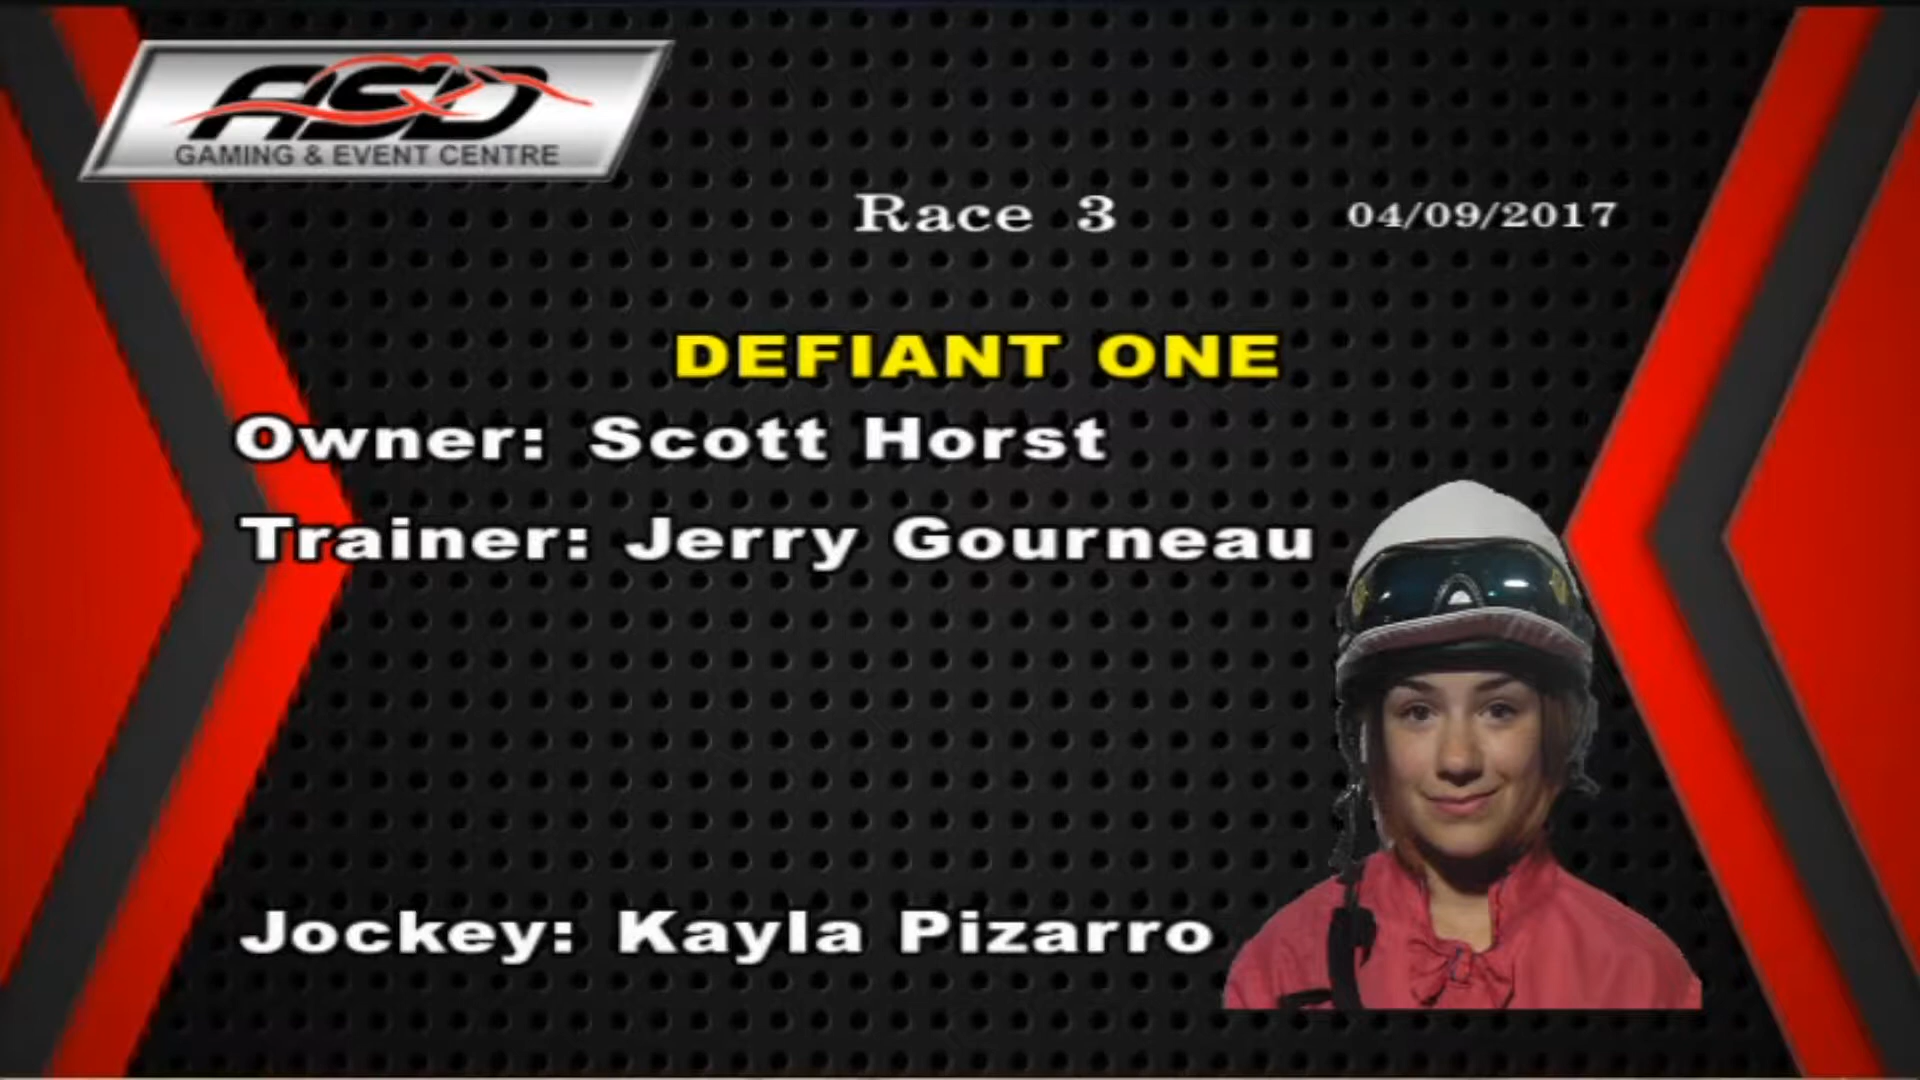 ASD
GAMING & EVENT CENTRE
Race 3
04/09/2017
DEFIANT ONE
Owner: Scott Horst
Trainer: Jerry Gourneau
Jockey: Kayla Pizarro